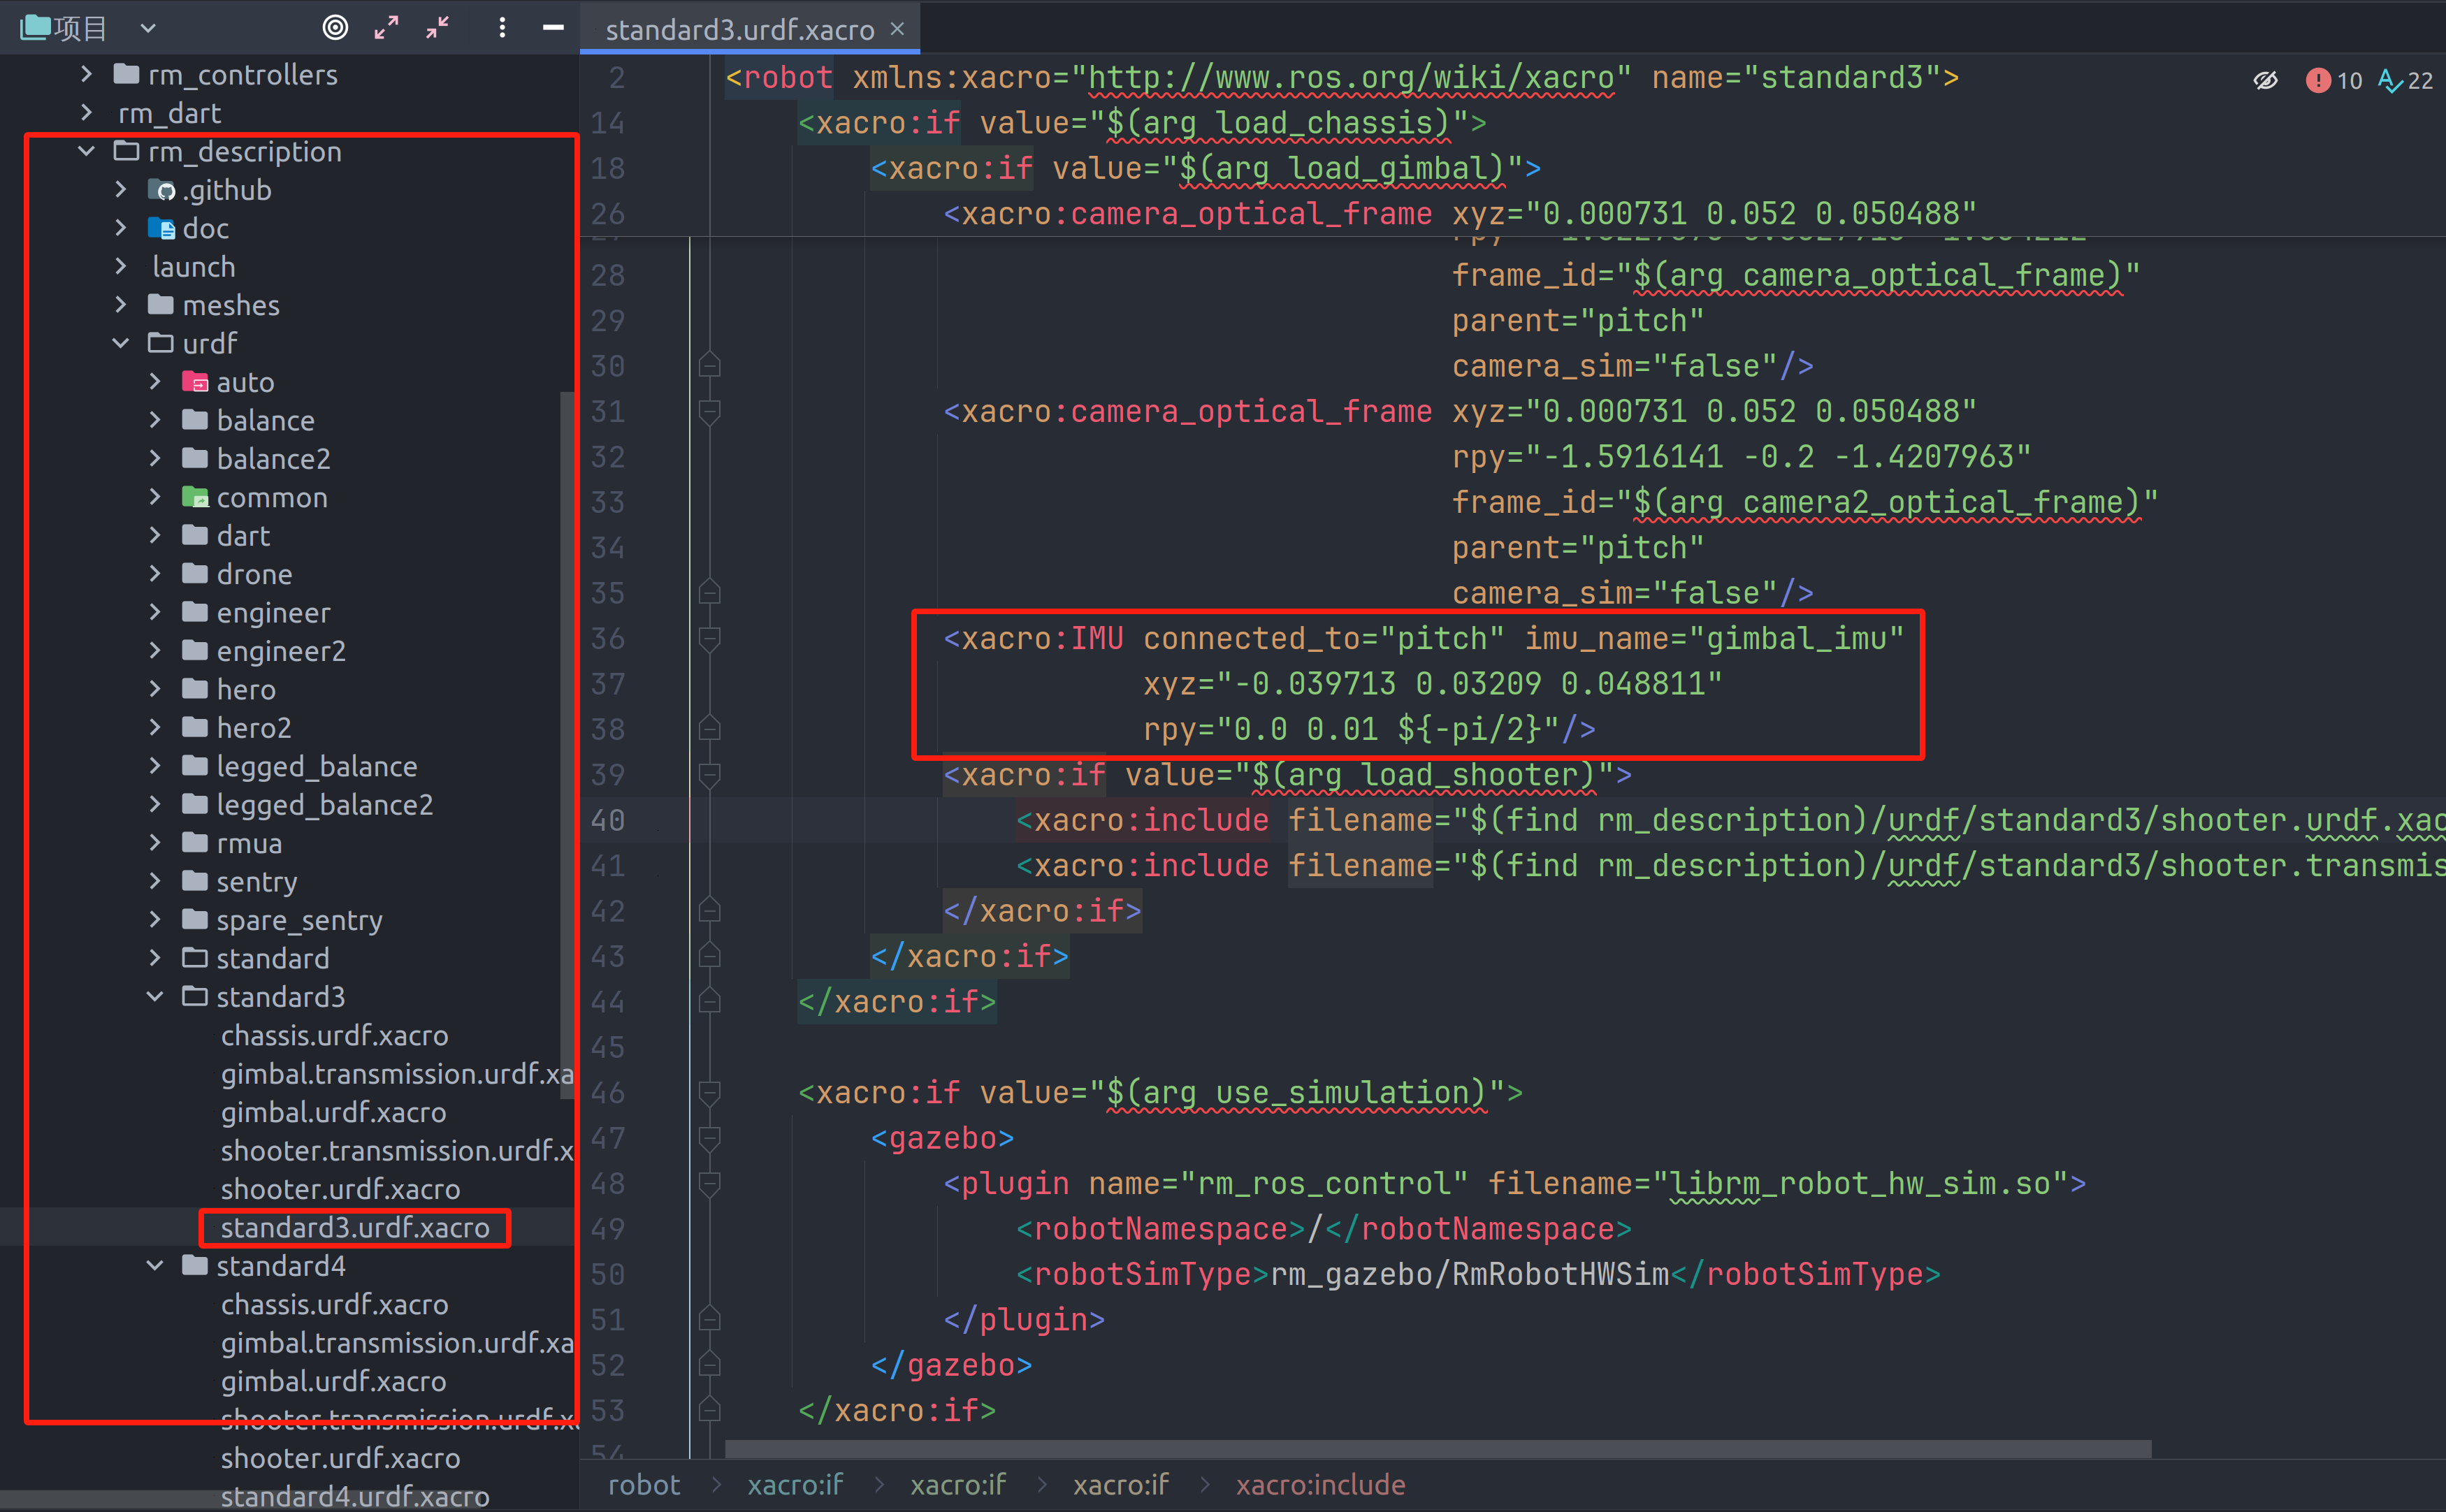 项目
rm_controllers
rm_dart
rm_description
.github
doc
launch
meshes
urdf
auto
balance
balance2
common
dart
drone
engineer
engineer2
hero
hero2
legged_balance
legged_balance2
rmua
sentry
spare_sentry
standard
standard3
chassis.urdf.xacro
gimbal.transmission.urdf.xa
gimbal.urdf.xacro
shooter.transmission.urdf.x
shooter.urdf.xacro
standard3.urdf.xacro
standard4
chassis.urdf.xacro
gimbal.transmission.urdf.xa
gimbal.urdf.xacro
shooter.transmission.urdf.x
shooter.urdf.xacro
standard4.urdf.xacro
standard3.urdf.xacro
10 22
2 <robot xmlns:xacro="http://www.ros.org/wiki/xacro" name="standard3">
14 <xacro:if value="$(arg load_chassis)">
18 <xacro:if value="$(arg load_gimbal)">
26 <xacro:camera_optical_frame xyz="0.000731 0.052 0.050488"
28 frame_id="$(arg camera_optical_frame)"
29 parent="pitch"
30 camera_sim="false"/>
31 <xacro:camera_optical_frame xyz="0.000731 0.052 0.050488"
32 rpy="-1.5916141 -0.2 -1.4207963"
33 frame_id="$(arg camera2_optical_frame)"
34 parent="pitch"
35 camera_sim="false"/>
36 <xacro:IMU connected_to="pitch" imu_name="gimbal_imu"
37 xyz="-0.039713 0.03209 0.048811"
38 rpy="0.0 0.01 ${-pi/2}"/>
39 <xacro:if value="$(arg load_shooter)">
40 <xacro:include filename="$(find rm_description)/urdf/standard3/shooter.urdf.xac
41 <xacro:include filename="$(find rm_description)/urdf/standard3/shooter.transmis
42 </xacro:if>
43 </xacro:if>
44 </xacro:if>
45
46 <xacro:if value="$(arg use_simulation)">
47 <gazebo>
48 <plugin name="rm_ros_control" filename="librm_robot_hw_sim.so">
49 <robotNamespace>/</robotNamespace>
50 <robotSimType>rm_gazebo/RmRobotHWSim</robotSimType>
51 </plugin>
52 </gazebo>
53 </xacro:if>
54
robot > xacro:if > xacro:if > xacro:if > xacro:include